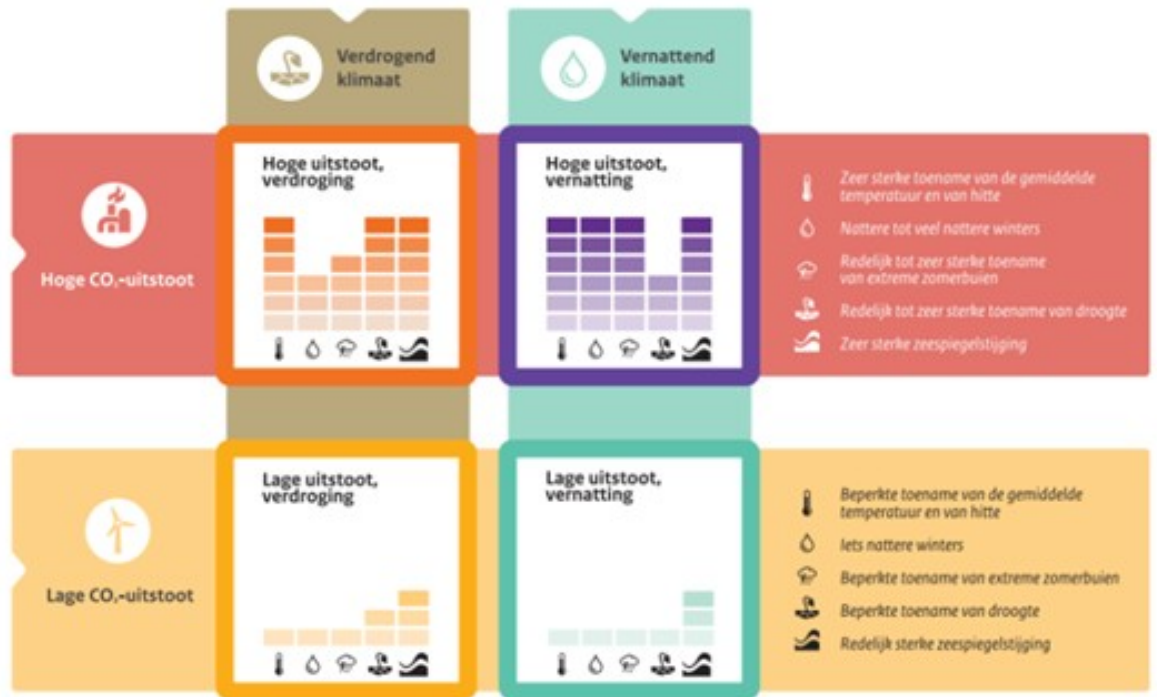 Verdrogend
klimaat
Vernattend
klimaat
Hoge CO₂-uitstoot
Hoge uitstoot,
verdroging
Hoge uitstoot,
vernatting
Zeer sterke toename van de gemiddelde
temperatuur en van hitte
Nattere tot veel nattere winters
Redelijk tot zeer sterke toename
van extreme zomerbuien
Redelijk tot zeer sterke toename van droogte
Zeer sterke zeespiegelstijging
Lage CO₂-uitstoot
Lage uitstoot,
verdroging
Lage uitstoot,
vernatting
Beperkte toename van de gemiddelde
temperatuur en van hitte
Iets nattere winters
Beperkte toename van extreme zomerbuien
Beperkte toename van droogte
Redelijk sterke zeespiegelstijging